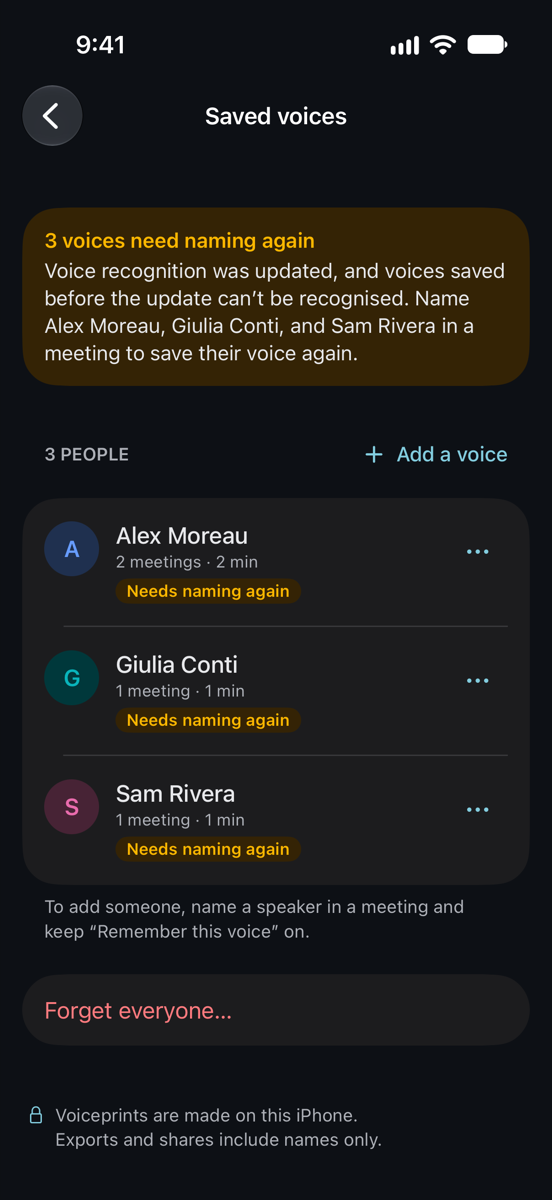 9:41
Saved voices
3 voices need naming again
Voice recognition was updated, and voices saved
before the update can’t be recognised. Name
Alex Moreau, Giulia Conti, and Sam Rivera in a
meeting to save their voice again.
3 PEOPLE
+ Add a voice
A
Alex Moreau
2 meetings · 2 min
Needs naming again
G
Giulia Conti
1 meeting · 1 min
Needs naming again
S
Sam Rivera
1 meeting · 1 min
Needs naming again
To add someone, name a speaker in a meeting and
keep “Remember this voice” on.
Forget everyone...
Voiceprints are made on this iPhone.
Exports and shares include names only.